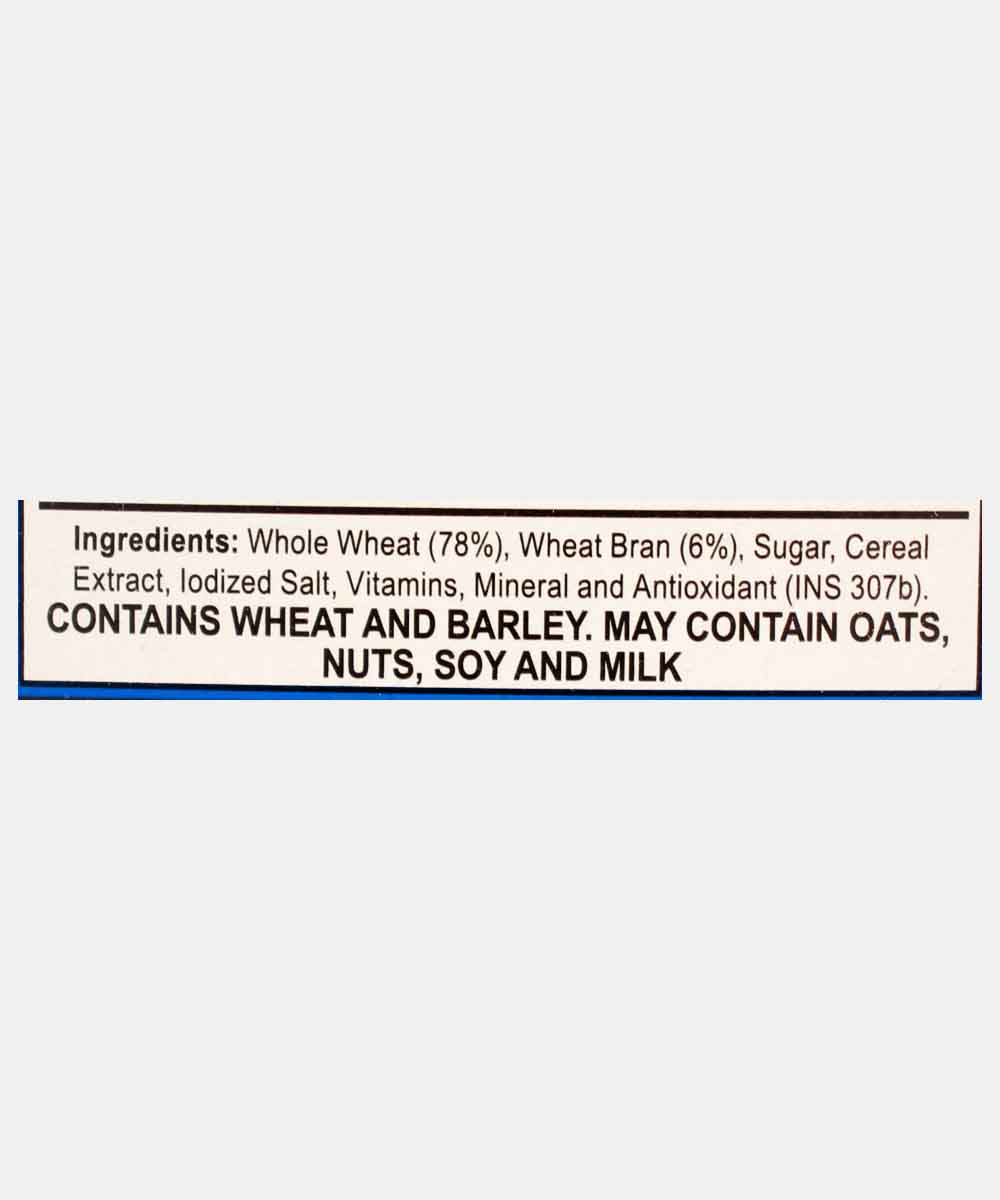 Ingredients: Whole Wheat (78%), Wheat Bran (6%), Sugar, Cereal
Extract, Iodized Salt, Vitamins, Mineral and Antioxidant (INS 307b).
CONTAINS WHEAT AND BARLEY. MAY CONTAIN OATS,
NUTS, SOY AND MILK